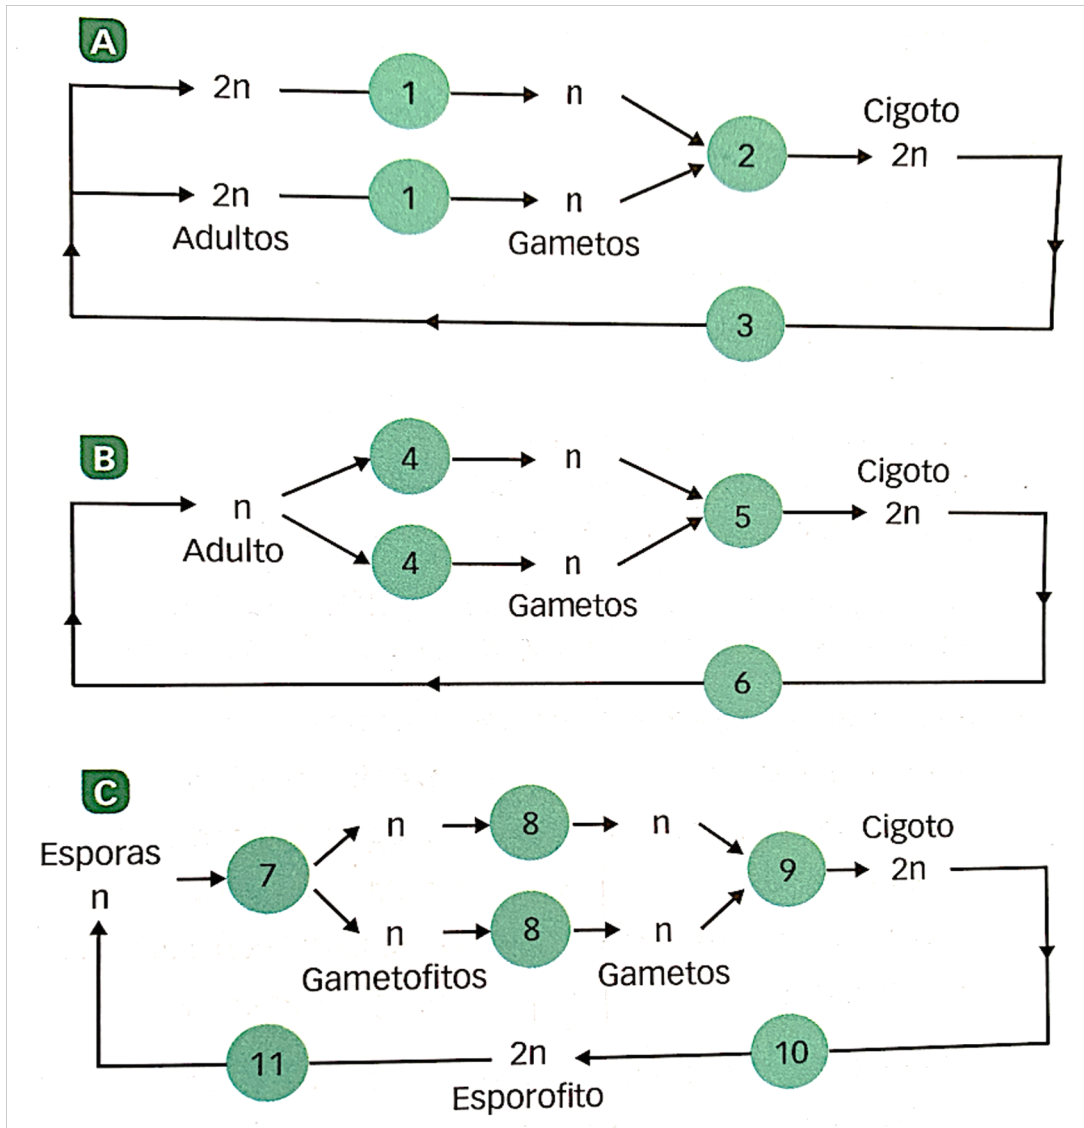 A
2n 1 n
Cigoto
2 2n
2n 1 n
Adultos Gametos
3
B
4 n
Cigoto
n 5 2n
Adulto
4 n
Gametos
6
C
n 8 n
Cigoto
Esporas
7 9 2n
n
n 8 n
Gametofitos Gametos
11 2n 10
Esporofito